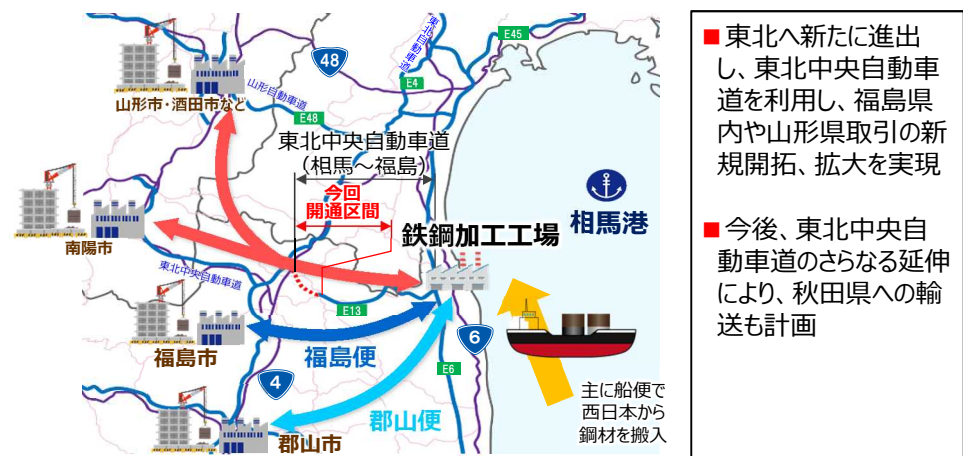 48
E45
東北自動車道
E4
山形自動車道
山形市・酒田市など
E48
東北中央自動車道
（相馬～福島）
今回
開通区間
相馬港
鉄鋼加工工場
南陽市
東北中央自動車道
E13
福島市
福島便
6
4
E6
郡山便
郡山市
主に船便で
西日本から
鋼材を搬入
■ 東北へ新たに進出
し、東北中央自動車
道を利用し、福島県
内や山形県取引の新
規開拓、拡大を実現
■ 今後、東北中央自
動車道のさらなる延伸
により、秋田県への輸
送も計画